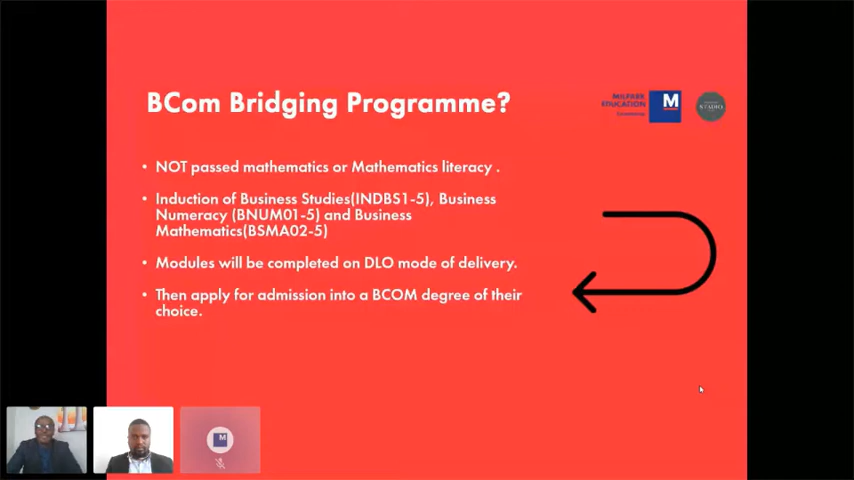 BCom Bridging Programme?
MILPARK
EDUCATION
M
STADIO
• NOT passed mathematics or Mathematics literacy .
• Induction of Business Studies(INDBS1-5), Business
Numeracy (BNUM01-5) and Business
Mathematics(BSMA02-5)
• Modules will be completed on DLO mode of delivery.
• Then apply for admission into a BCOM degree of their
choice.
M